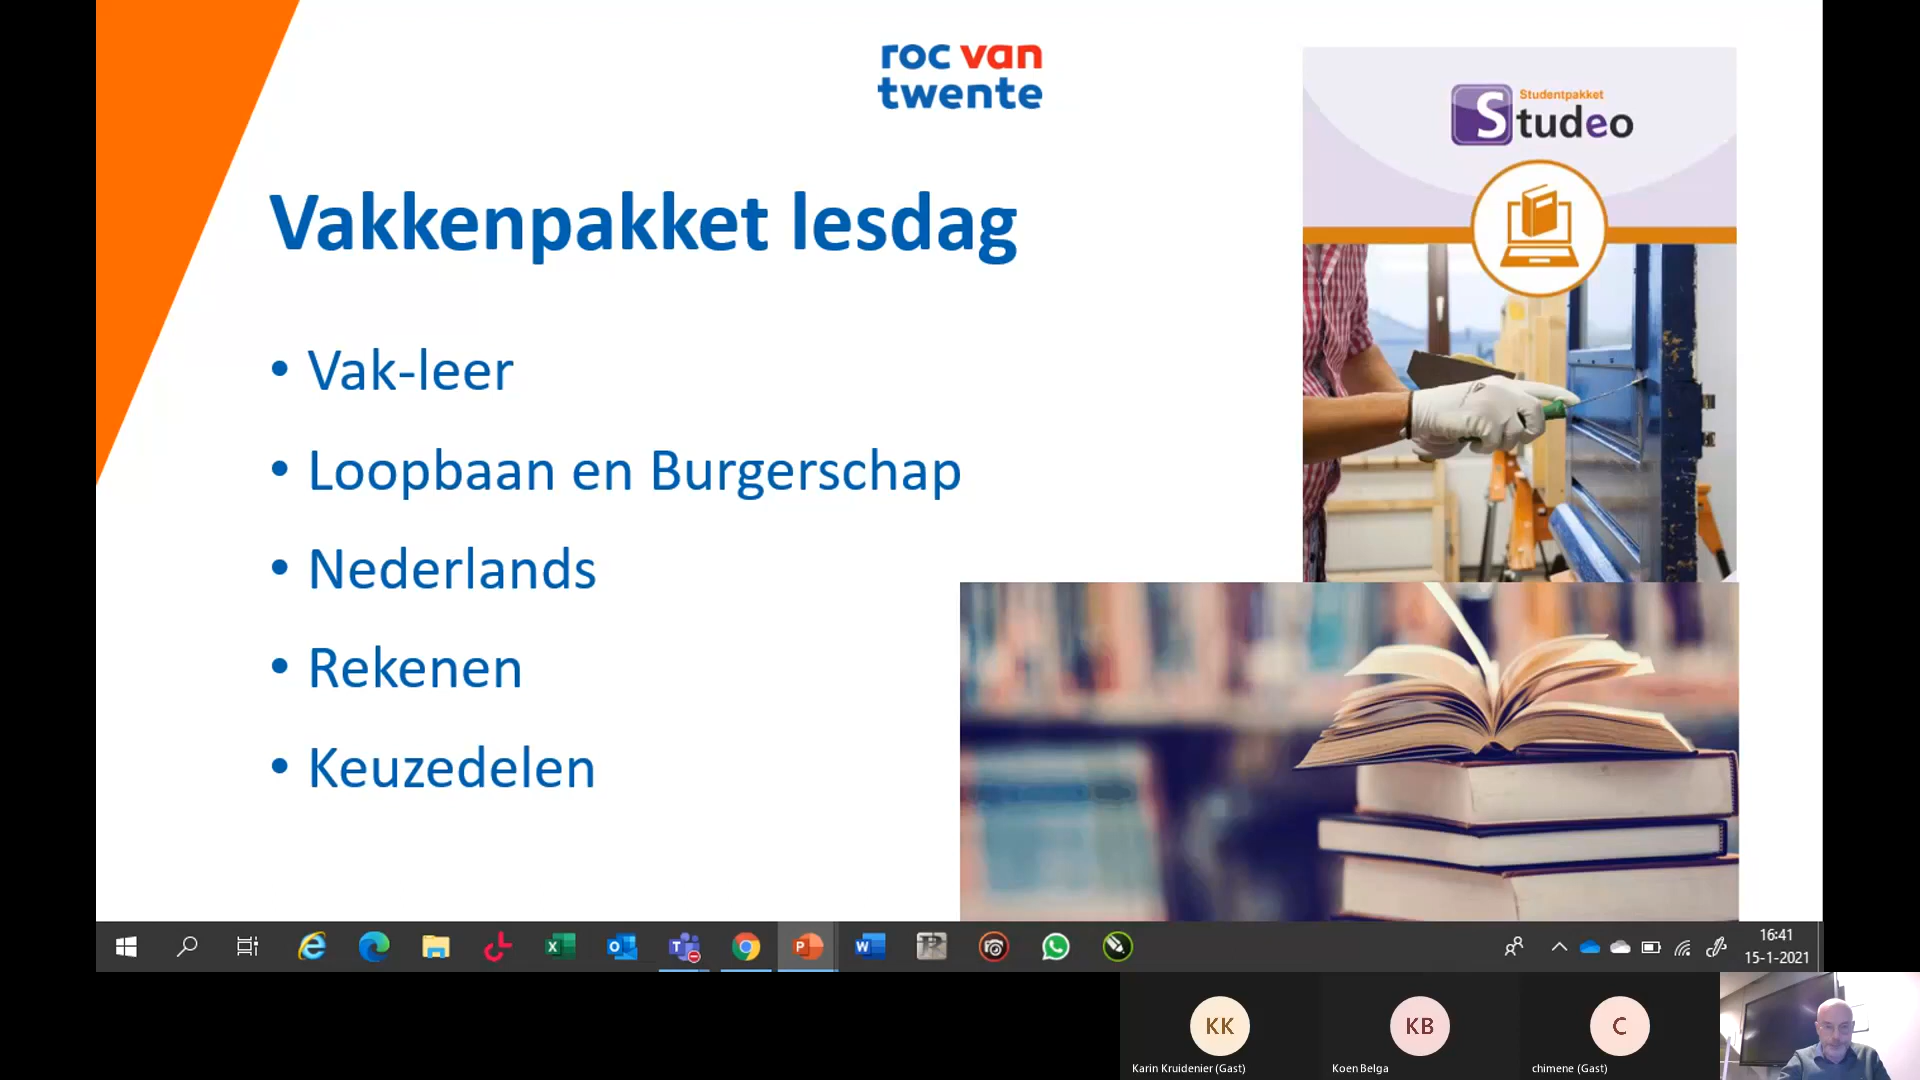 roc van
twente
Studentpakket
Studeo
Vakkenpakket lesdag
• Vak-leer
• Loopbaan en Burgerschap
• Nederlands
• Rekenen
• Keuzedelen
16:41
15-1-2021
KK
KB
C
Karin Kruidenier (Gast)
Koen Belga
chimene (Gast)